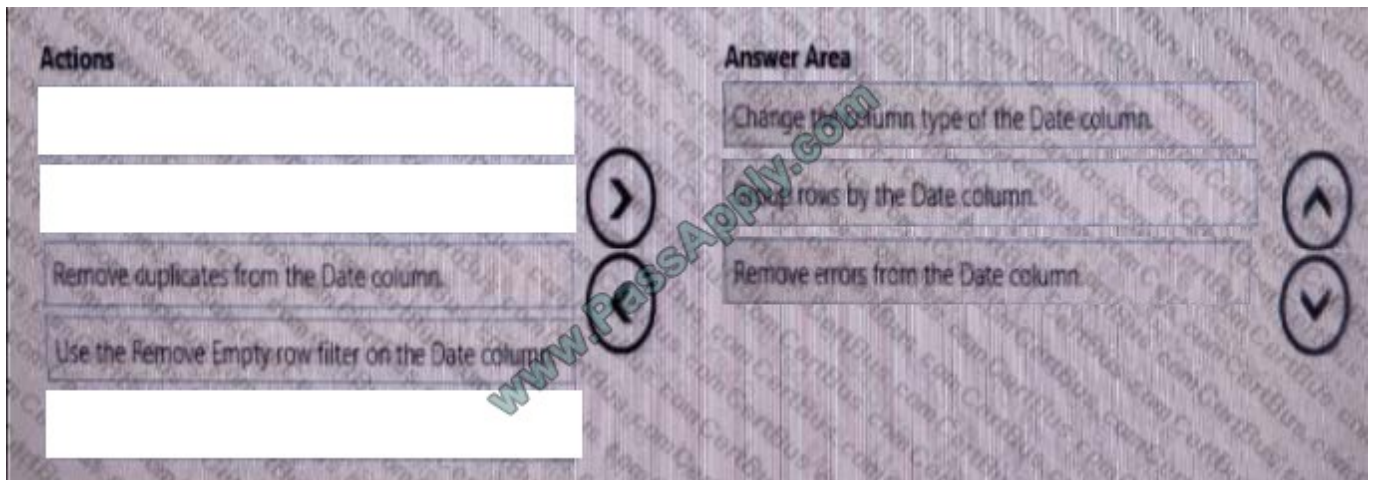 Actions
Remove duplicates from the Date column.
Use the Remove Empty row filter on the Date column
Answer Area
Change the column type of the Date column.
Group rows by the Date column.
Remove errors from the Date column.
www.PassApply.com